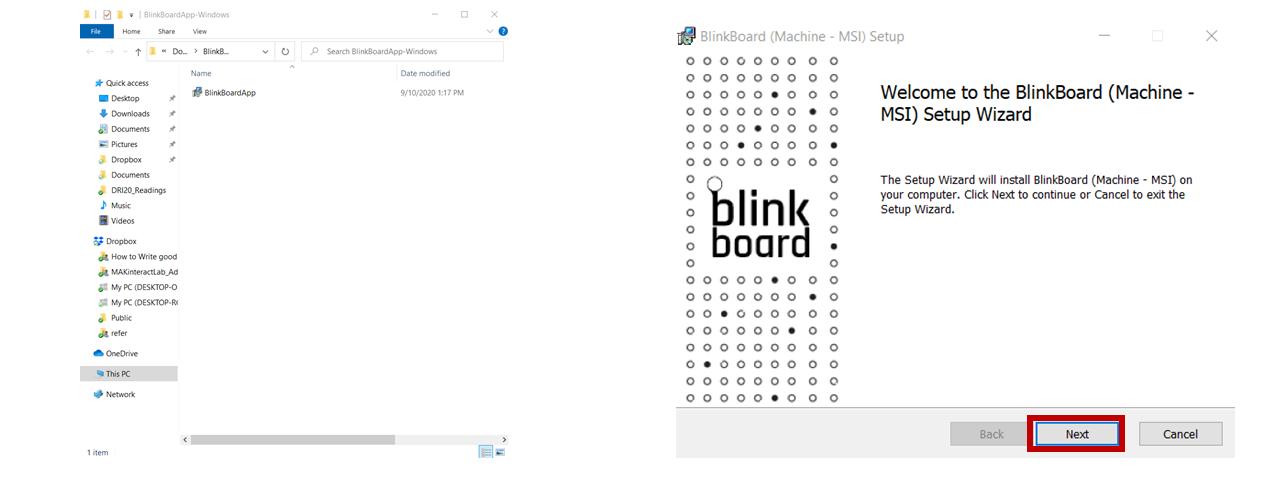 BlinkBoardApp-Windows
File Home Share View
« Do... > BlinkB... Search BlinkBoardApp-Windows
Name Date modified
BlinkBoardApp 9/10/2020 1:17 PM
Quick access
Desktop
Downloads
Documents
Pictures
Dropbox
Documents
DRI20_Readings
Music
Videos
Dropbox
How to Write good
MAKinteractLab_Ad
My PC (DESKTOP-O
My PC (DESKTOP-R
Public
refer
OneDrive
This PC
Network
1 item
BlinkBoard (Machine - MSI) Setup
blink
board
Welcome to the BlinkBoard (Machine -
MSI) Setup Wizard
The Setup Wizard will install BlinkBoard (Machine - MSI) on
your computer. Click Next to continue or Cancel to exit the
Setup Wizard.
Back Next Cancel